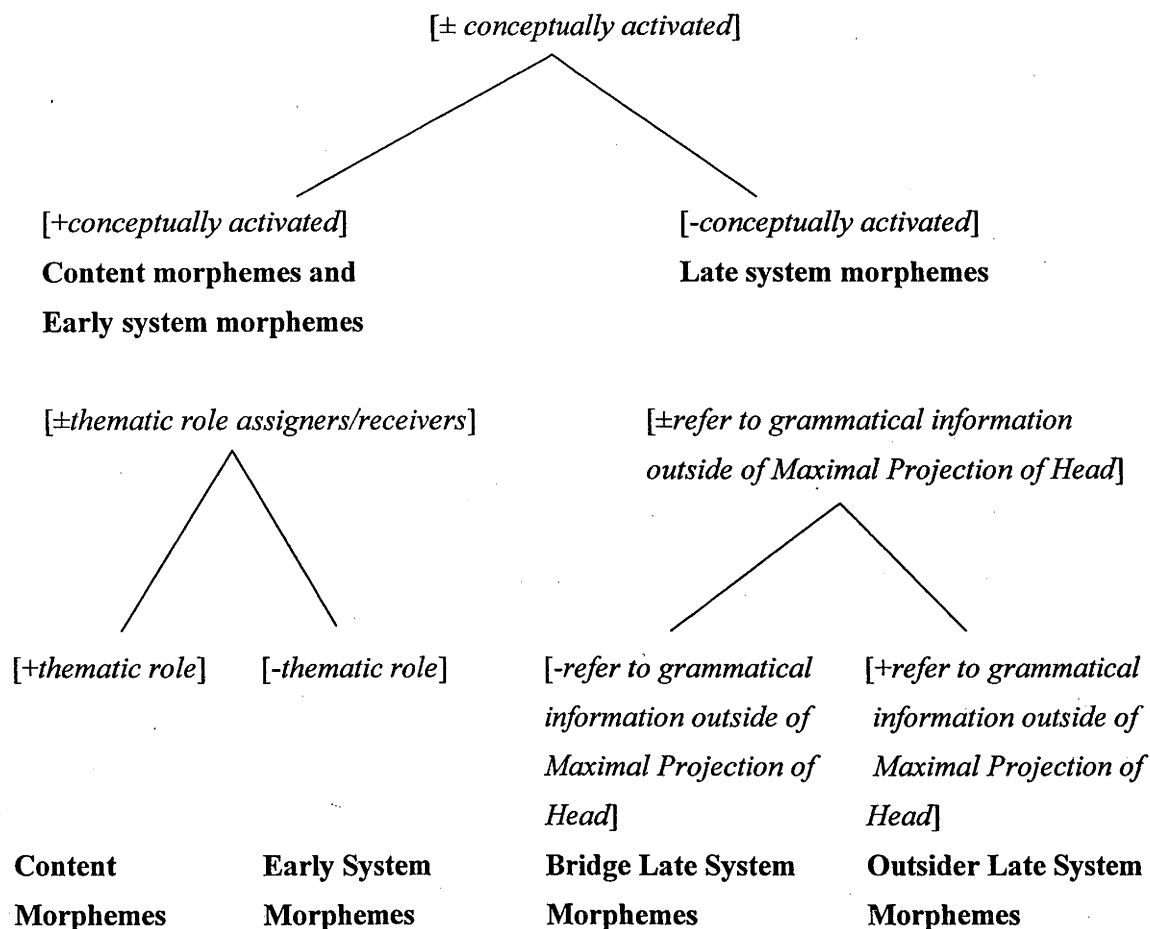 [± conceptually activated]
[+conceptually activated]
Content morphemes and
Early system morphemes
[-conceptually activated]
Late system morphemes
[±thematic role assigners/receivers]
[±refer to grammatical information
outside of Maximal Projection of Head]
[+thematic role]
[-thematic role]
[-refer to grammatical
information outside of
Maximal Projection of
Head]
[+refer to grammatical
information outside of
Maximal Projection of
Head]
Content
Morphemes
Early System
Morphemes
Bridge Late System
Morphemes
Outsider Late System
Morphemes